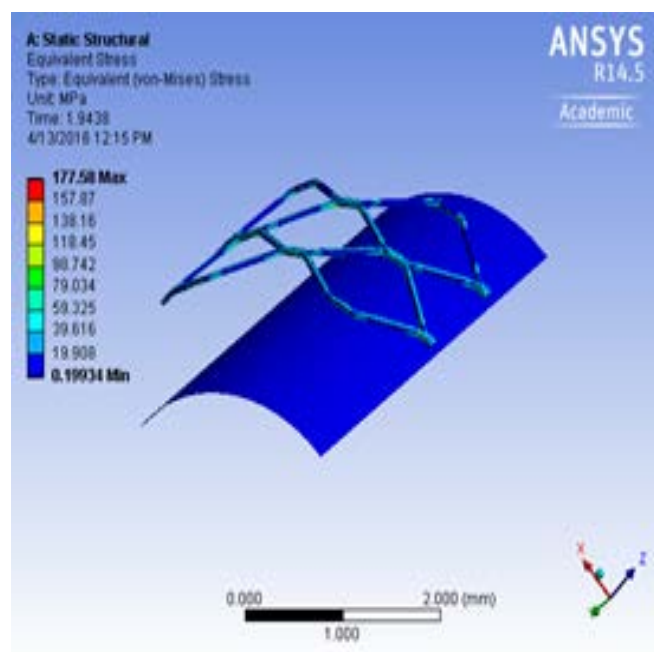 A: Static Structural
Equivalent Stress
Type: Equivalent (von-Mises) Stress
Unit: MPa
Time: 1.9438
4/13/2016 12:15 PM
ANSYS
R14.5
Academic
177.58 Max
157.87
138.16
118.45
98.742
79.034
59.325
39.616
19.908
0.19934 Min
X
Z
0.000
2.000 (mm)
1.000